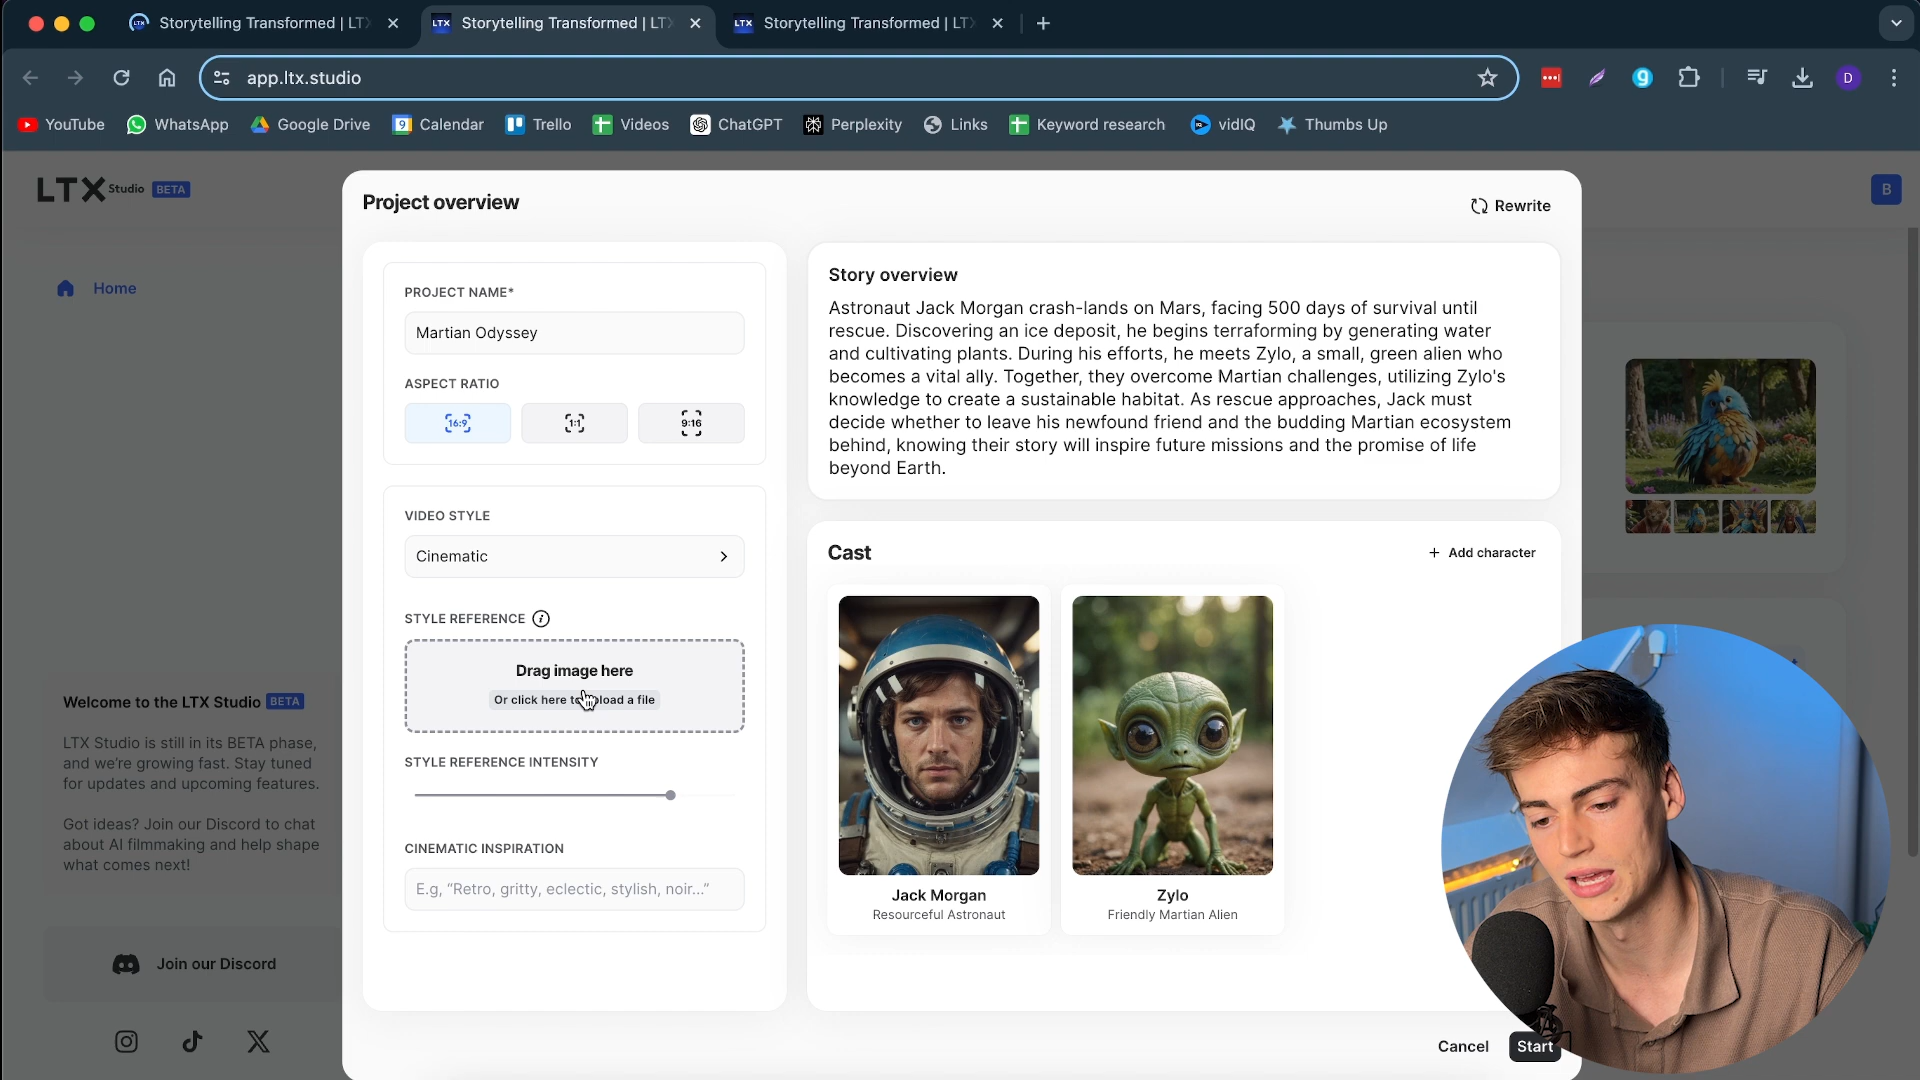 Storytelling Transformed | LT
Storytelling Transformed | LT
Storytelling Transformed | LT
app.ltx.studio
D
YouTube
WhatsApp
Google Drive
Calendar
Trello
Videos
ChatGPT
Perplexity
Links
Keyword research
vidIQ
Thumbs Up
LTX Studio BETA
B
Home
Welcome to the LTX Studio BETA
LTX Studio is still in its BETA phase,
and we're growing fast. Stay tuned
for updates and upcoming features.
Got ideas? Join our Discord to chat
about AI filmmaking and help shape
what comes next!
Join our Discord
Project overview
Rewrite
PROJECT NAME*
Martian Odyssey
ASPECT RATIO
16:9
1:1
9:16
VIDEO STYLE
Cinematic
STYLE REFERENCE
Drag image here
Or click here to upload a file
STYLE REFERENCE INTENSITY
CINEMATIC INSPIRATION
E.g, “Retro, gritty, eclectic, stylish, noir...”
Story overview
Astronaut Jack Morgan crash-lands on Mars, facing 500 days of survival until
rescue. Discovering an ice deposit, he begins terraforming by generating water
and cultivating plants. During his efforts, he meets Zylo, a small, green alien who
becomes a vital ally. Together, they overcome Martian challenges, utilizing Zylo's
knowledge to create a sustainable habitat. As rescue approaches, Jack must
decide whether to leave his newfound friend and the budding Martian ecosystem
behind, knowing their story will inspire future missions and the promise of life
beyond Earth.
Cast
+ Add character
Jack Morgan
Resourceful Astronaut
Zylo
Friendly Martian Alien
Cancel
Start